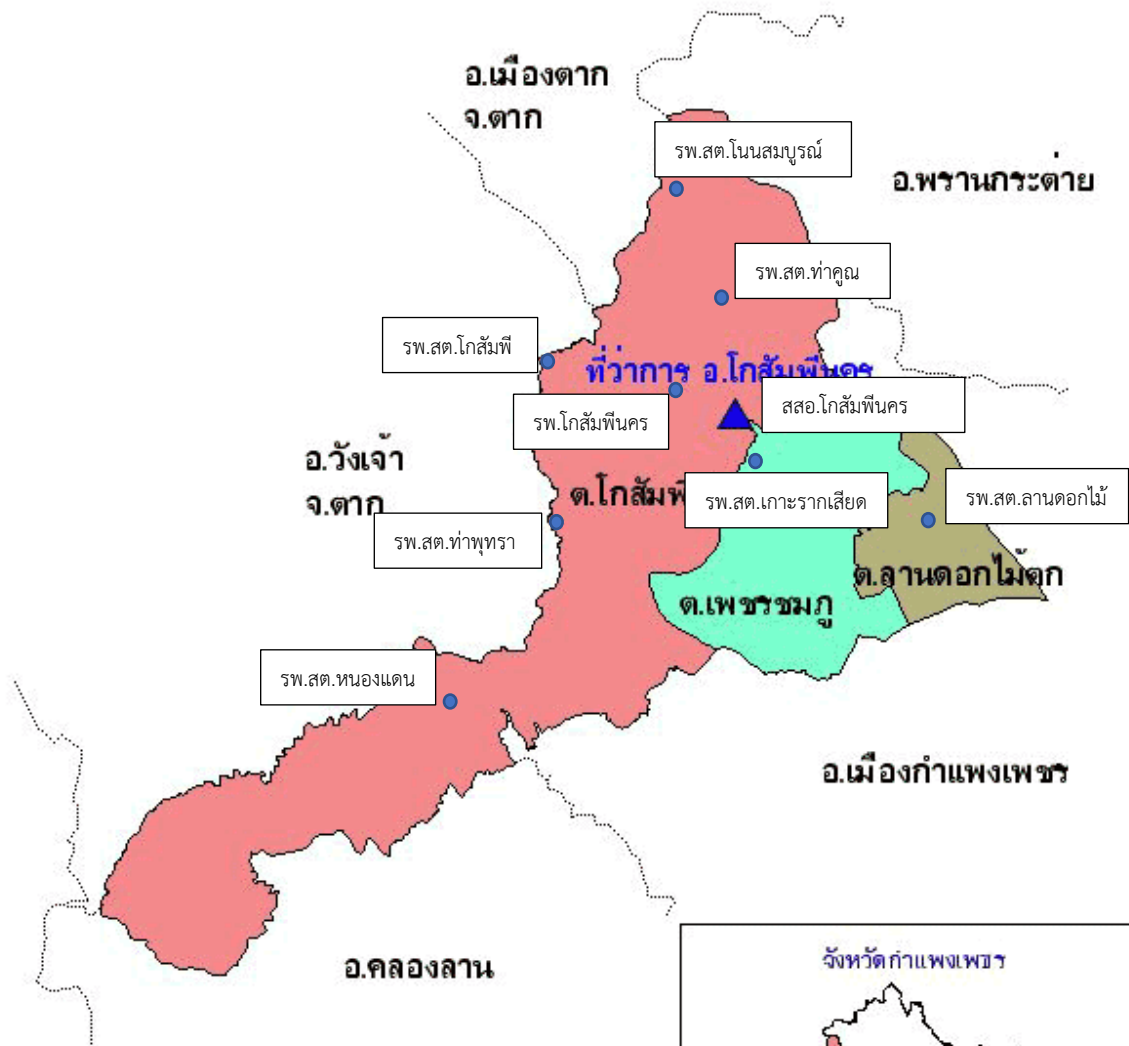 อ.เมืองตาก
จ.ตาก
รพ.สต.โนนสมบูรณ์
อ.พรานกระต่าย
รพ.สต.ท่าคูณ
รพ.สต.โกสัมพี
ที่ว่าการ อ.โกสัมพีนคร
รพ.โกสัมพีนคร
สสอ.โกสัมพีนคร
อ.วังเจ้า
จ.ตาก
ต.โกสัมพี
รพ.สต.เกาะรากเสียด
รพ.สต.ลานดอกไม้
รพ.สต.ท่าพุทรา
ต.ลานดอกไม้ตก
ต.เพชรชมภู
รพ.สต.หนองแดน
อ.เมืองกำแพงเพชร
อ.คลองลาน
จังหวัดกำแพงเพชร